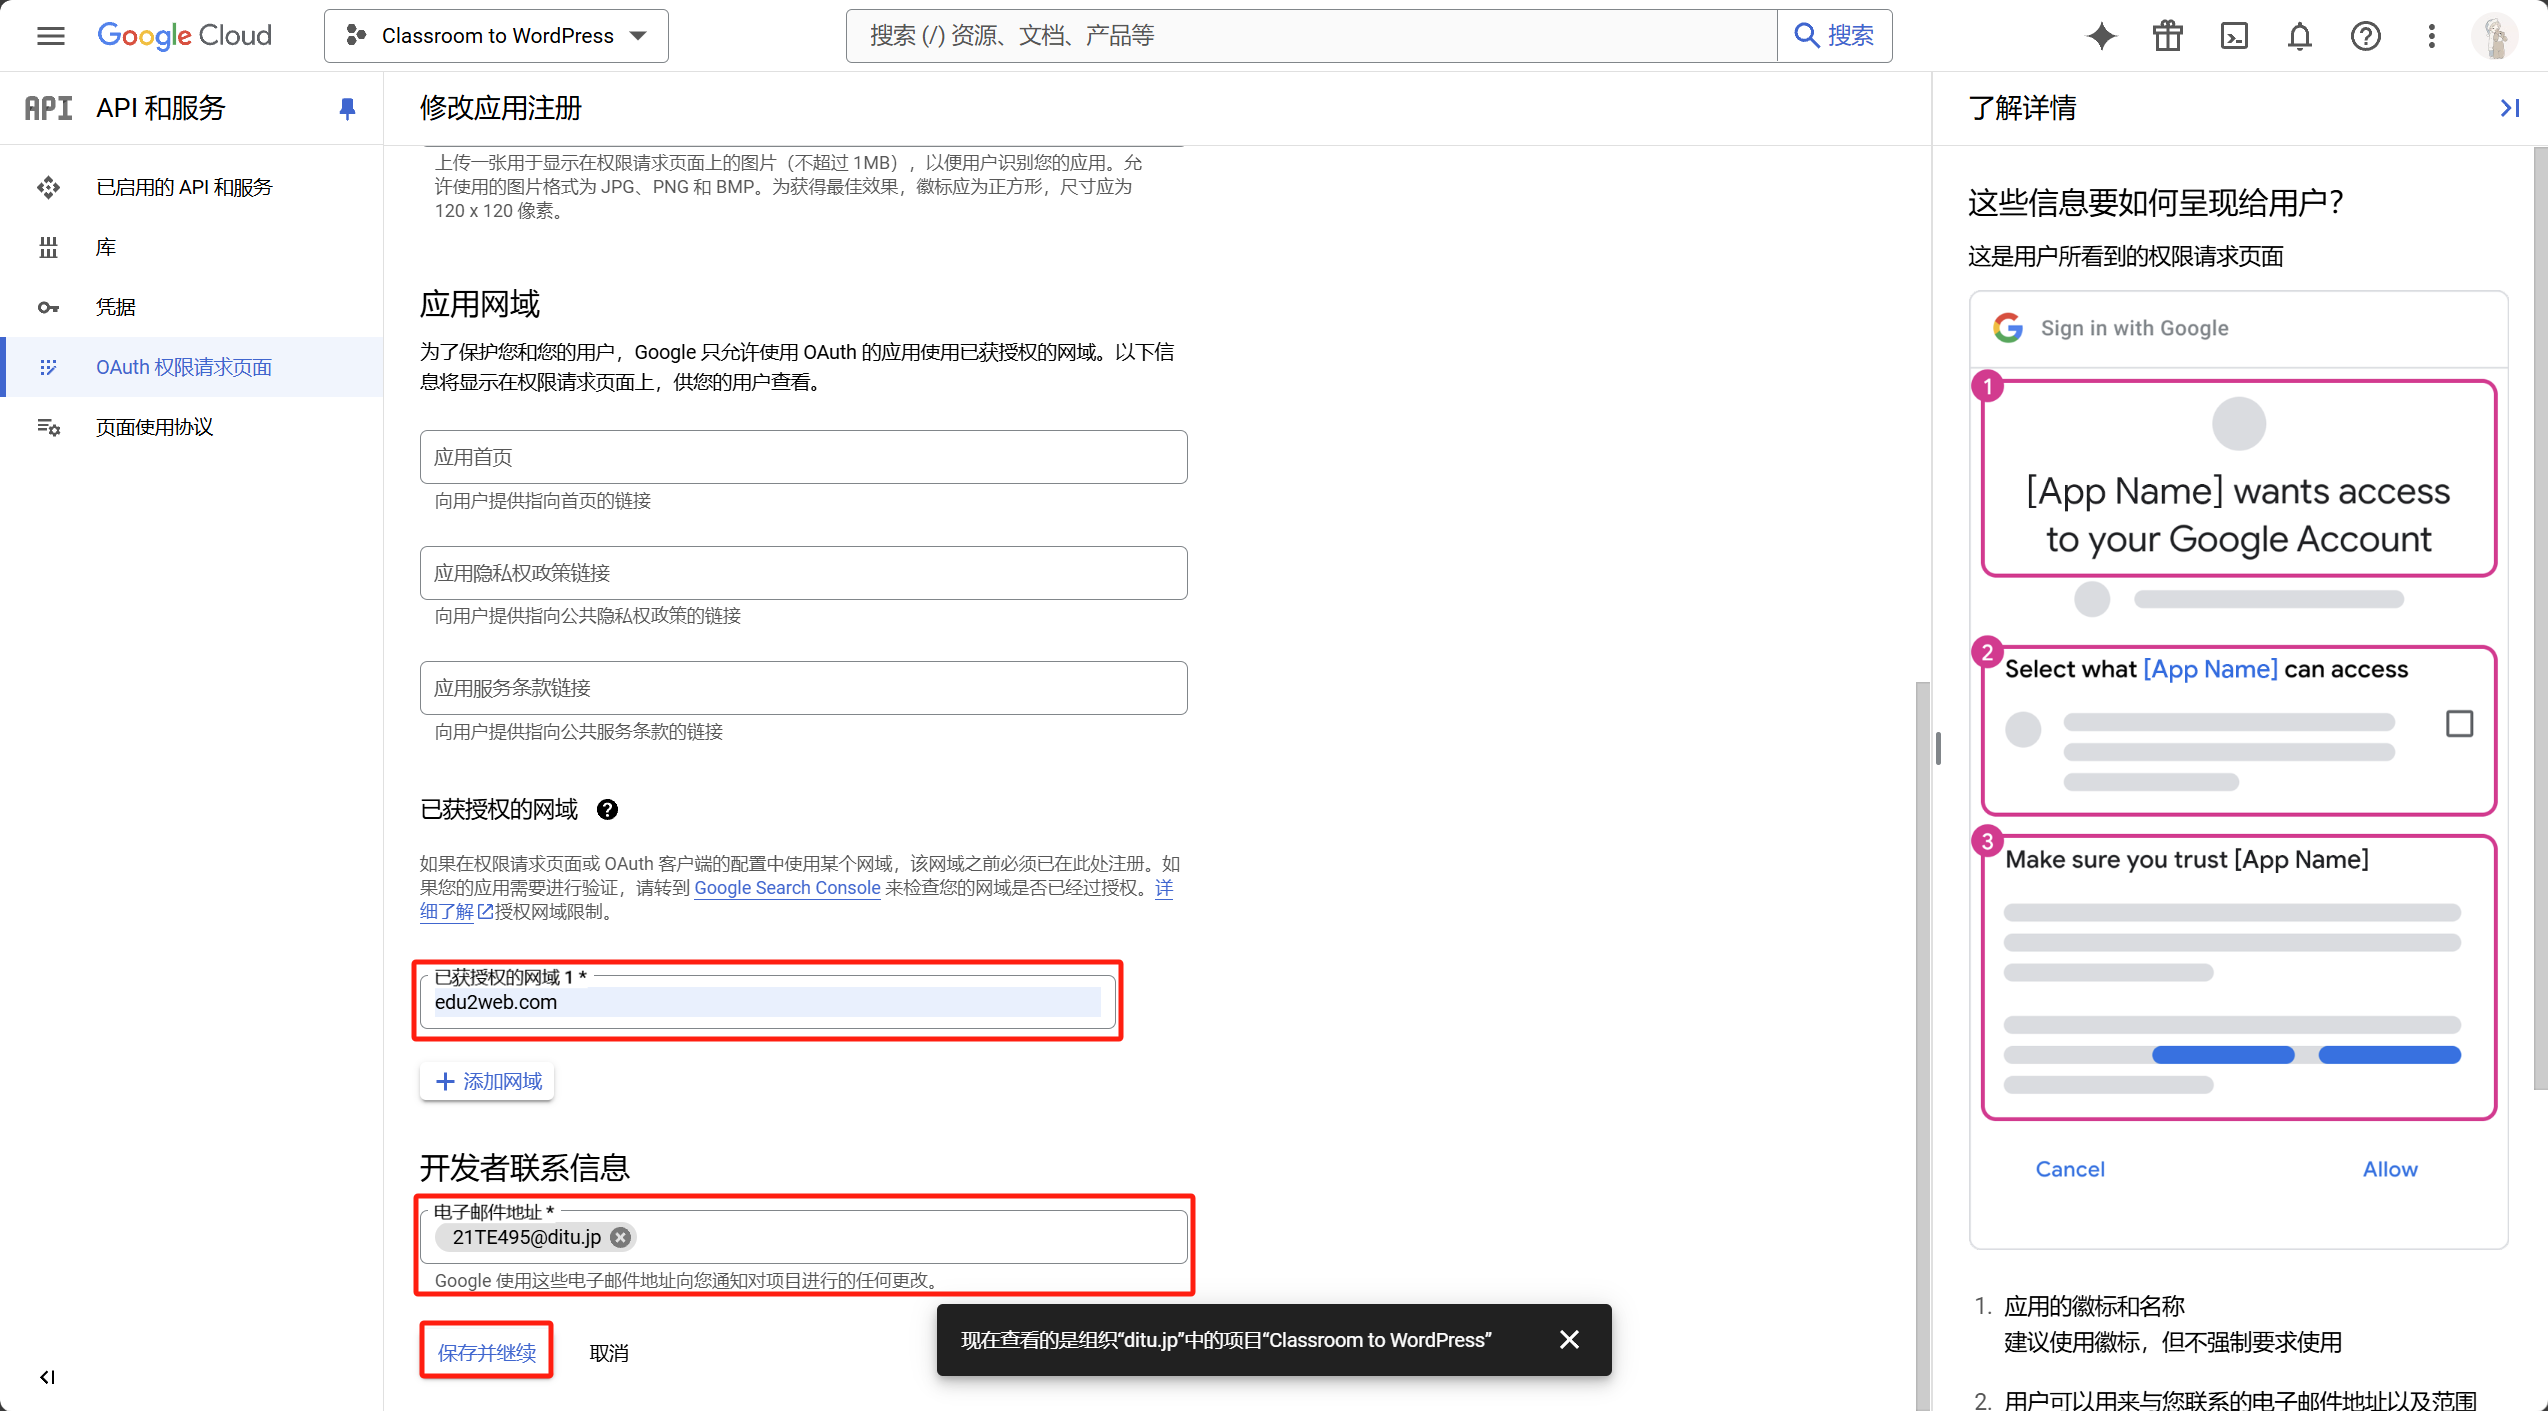 Google Cloud
Classroom to WordPress
搜索 (/) 资源、文档、产品等
搜索
API
API 和服务
已启用的 API 和服务
库
凭据
OAuth 权限请求页面
页面使用协议
修改应用注册
上传一张用于显示在权限请求页面上的图片（不超过 1MB），以便用户识别您的应用。允
许使用的图片格式为 JPG、PNG 和 BMP。为获得最佳效果，徽标应为正方形，尺寸应为
120 x 120 像素。
应用网域
为了保护您和您的用户，Google 只允许使用 OAuth 的应用使用已获授权的网域。以下信
息将显示在权限请求页面上，供您的用户查看。
应用首页
向用户提供指向首页的链接
应用隐私权政策链接
向用户提供指向公共隐私权政策的链接
应用服务条款链接
向用户提供指向公共服务条款的链接
已获授权的网域
如果在权限请求页面或 OAuth 客户端的配置中使用某个网域，该网域之前必须已在此处注册。如
果您的应用需要进行验证，请转到 Google Search Console 来检查您的网域是否已经过授权。详
细了解授权网域限制。
已获授权的网域 1 *
edu2web.com
添加网域
开发者联系信息
电子邮件地址 *
21TE495@ditu.jp
Google 使用这些电子邮件地址向您通知对项目进行的任何更改。
保存并继续
取消
现在查看的是组织“ditu.jp”中的项目“Classroom to WordPress”
了解详情
这些信息要如何呈现给用户？
这是用户所看到的权限请求页面
Sign in with Google
1
[App Name] wants access
to your Google Account
2
Select what [App Name] can access
3
Make sure you trust [App Name]
Cancel
Allow
1. 应用的徽标和名称
建议使用徽标，但不强制要求使用
2. 用户可以用来与您联系的电子邮件地址以及范围